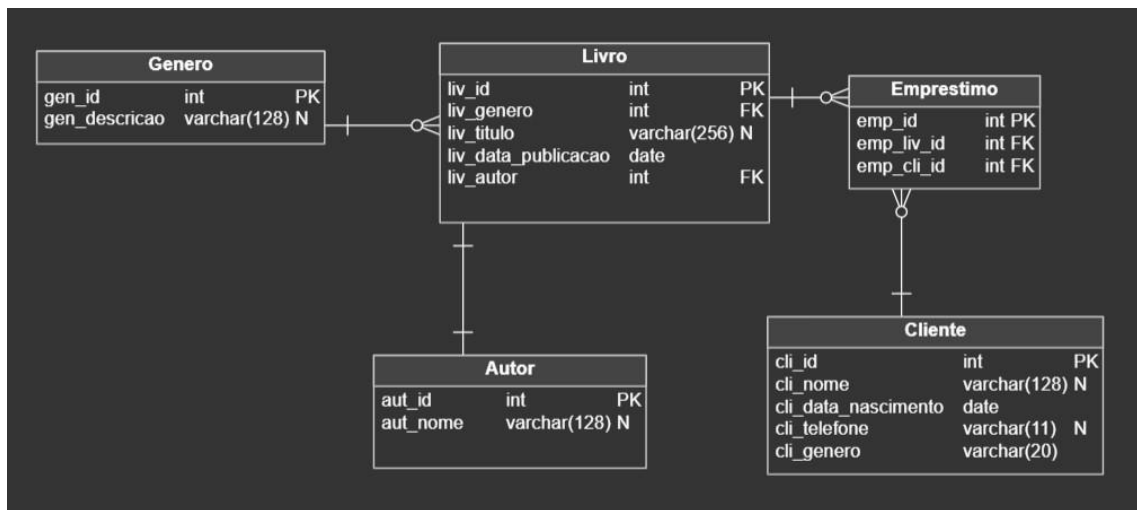 Genero
gen_id int PK
gen_descricao varchar(128) N
Livro
liv_id int PK
liv_genero int FK
liv_titulo varchar(256) N
liv_data_publicacao date
liv_autor int FK
Emprestimo
emp_id int PK
emp_liv_id int FK
emp_cli_id int FK
Autor
aut_id int PK
aut_nome varchar(128) N
Cliente
cli_id int PK
cli_nome varchar(128) N
cli_data_nascimento date
cli_telefone varchar(11) N
cli_genero varchar(20)